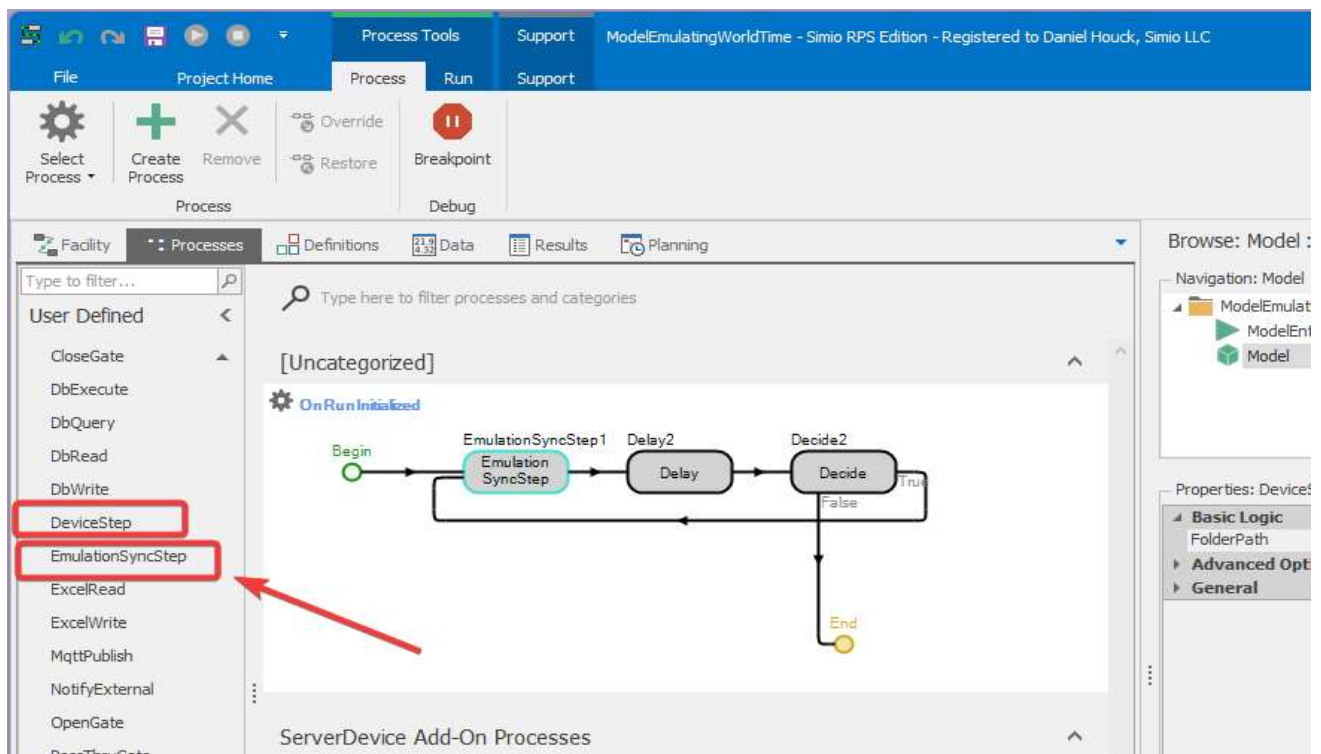 Process Tools
Support
ModelEmulatingWorldTime - Simio RPS Edition - Registered to Daniel Houck, Simio LLC
File
Project Home
Process
Run
Support
Select
Process
Create
Process
Remove
Override
Restore
Breakpoint
Process
Debug
Facility
Processes
Definitions
Data
Results
Planning
Browse: Model :
Type to filter...
Type here to filter processes and categories
Navigation: Model
User Defined
ModelEmulat
ModelEnt
Model
CloseGate
DbExecute
DbQuery
DbRead
DbWrite
DeviceStep
EmulationSyncStep
ExcelRead
ExcelWrite
MqttPublish
NotifyExternal
OpenGate
[Uncategorized]
OnRunInitialized
Begin
EmulationSyncStep1
Delay2
Decide2
Emulation
SyncStep
Delay
Decide
True
False
End
Properties: DeviceS
Basic Logic
FolderPath
Advanced Opt
General
ServerDevice Add-On Processes